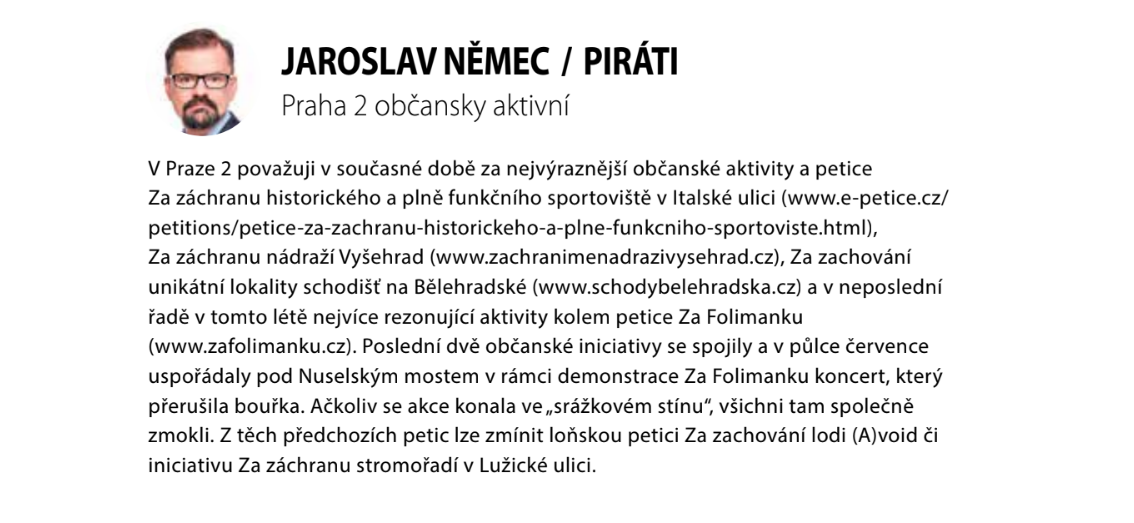 JAROSLAV NĚMEC / PIRÁTI
Praha 2 občansky aktivní
V Praze 2 považuji v současné době za nejvýraznější občanské aktivity a petice
Za záchranu historického a plně funkčního sportoviště v Italské ulici (www.e-petice.cz/
petitions/petice-za-zachranu-historickeho-a-plne-funkcniho-sportoviste.html),
Za záchranu nádraží Vyšehrad (www.zachranimenadrazivysehrad.cz), Za zachování
unikátní lokality schodišť na Bělehradské (www.schodybelehradska.cz) a v neposlední
řadě v tomto létě nejvíce rezonující aktivity kolem petice Za Folimanku
(www.zafolimanku.cz). Poslední dvě občanské iniciativy se spojily a v půlce července
uspořádaly pod Nuselským mostem v rámci demonstrace Za Folimanku koncert, který
přerušila bouřka. Ačkoliv se akce konala ve „srážkovém stínu“, všichni tam společně
zmokli. Z těch předchozích petic lze zmínit loňskou petici Za zachování lodi (A)void či
iniciativu Za záchranu stromořadí v Lužické ulici.